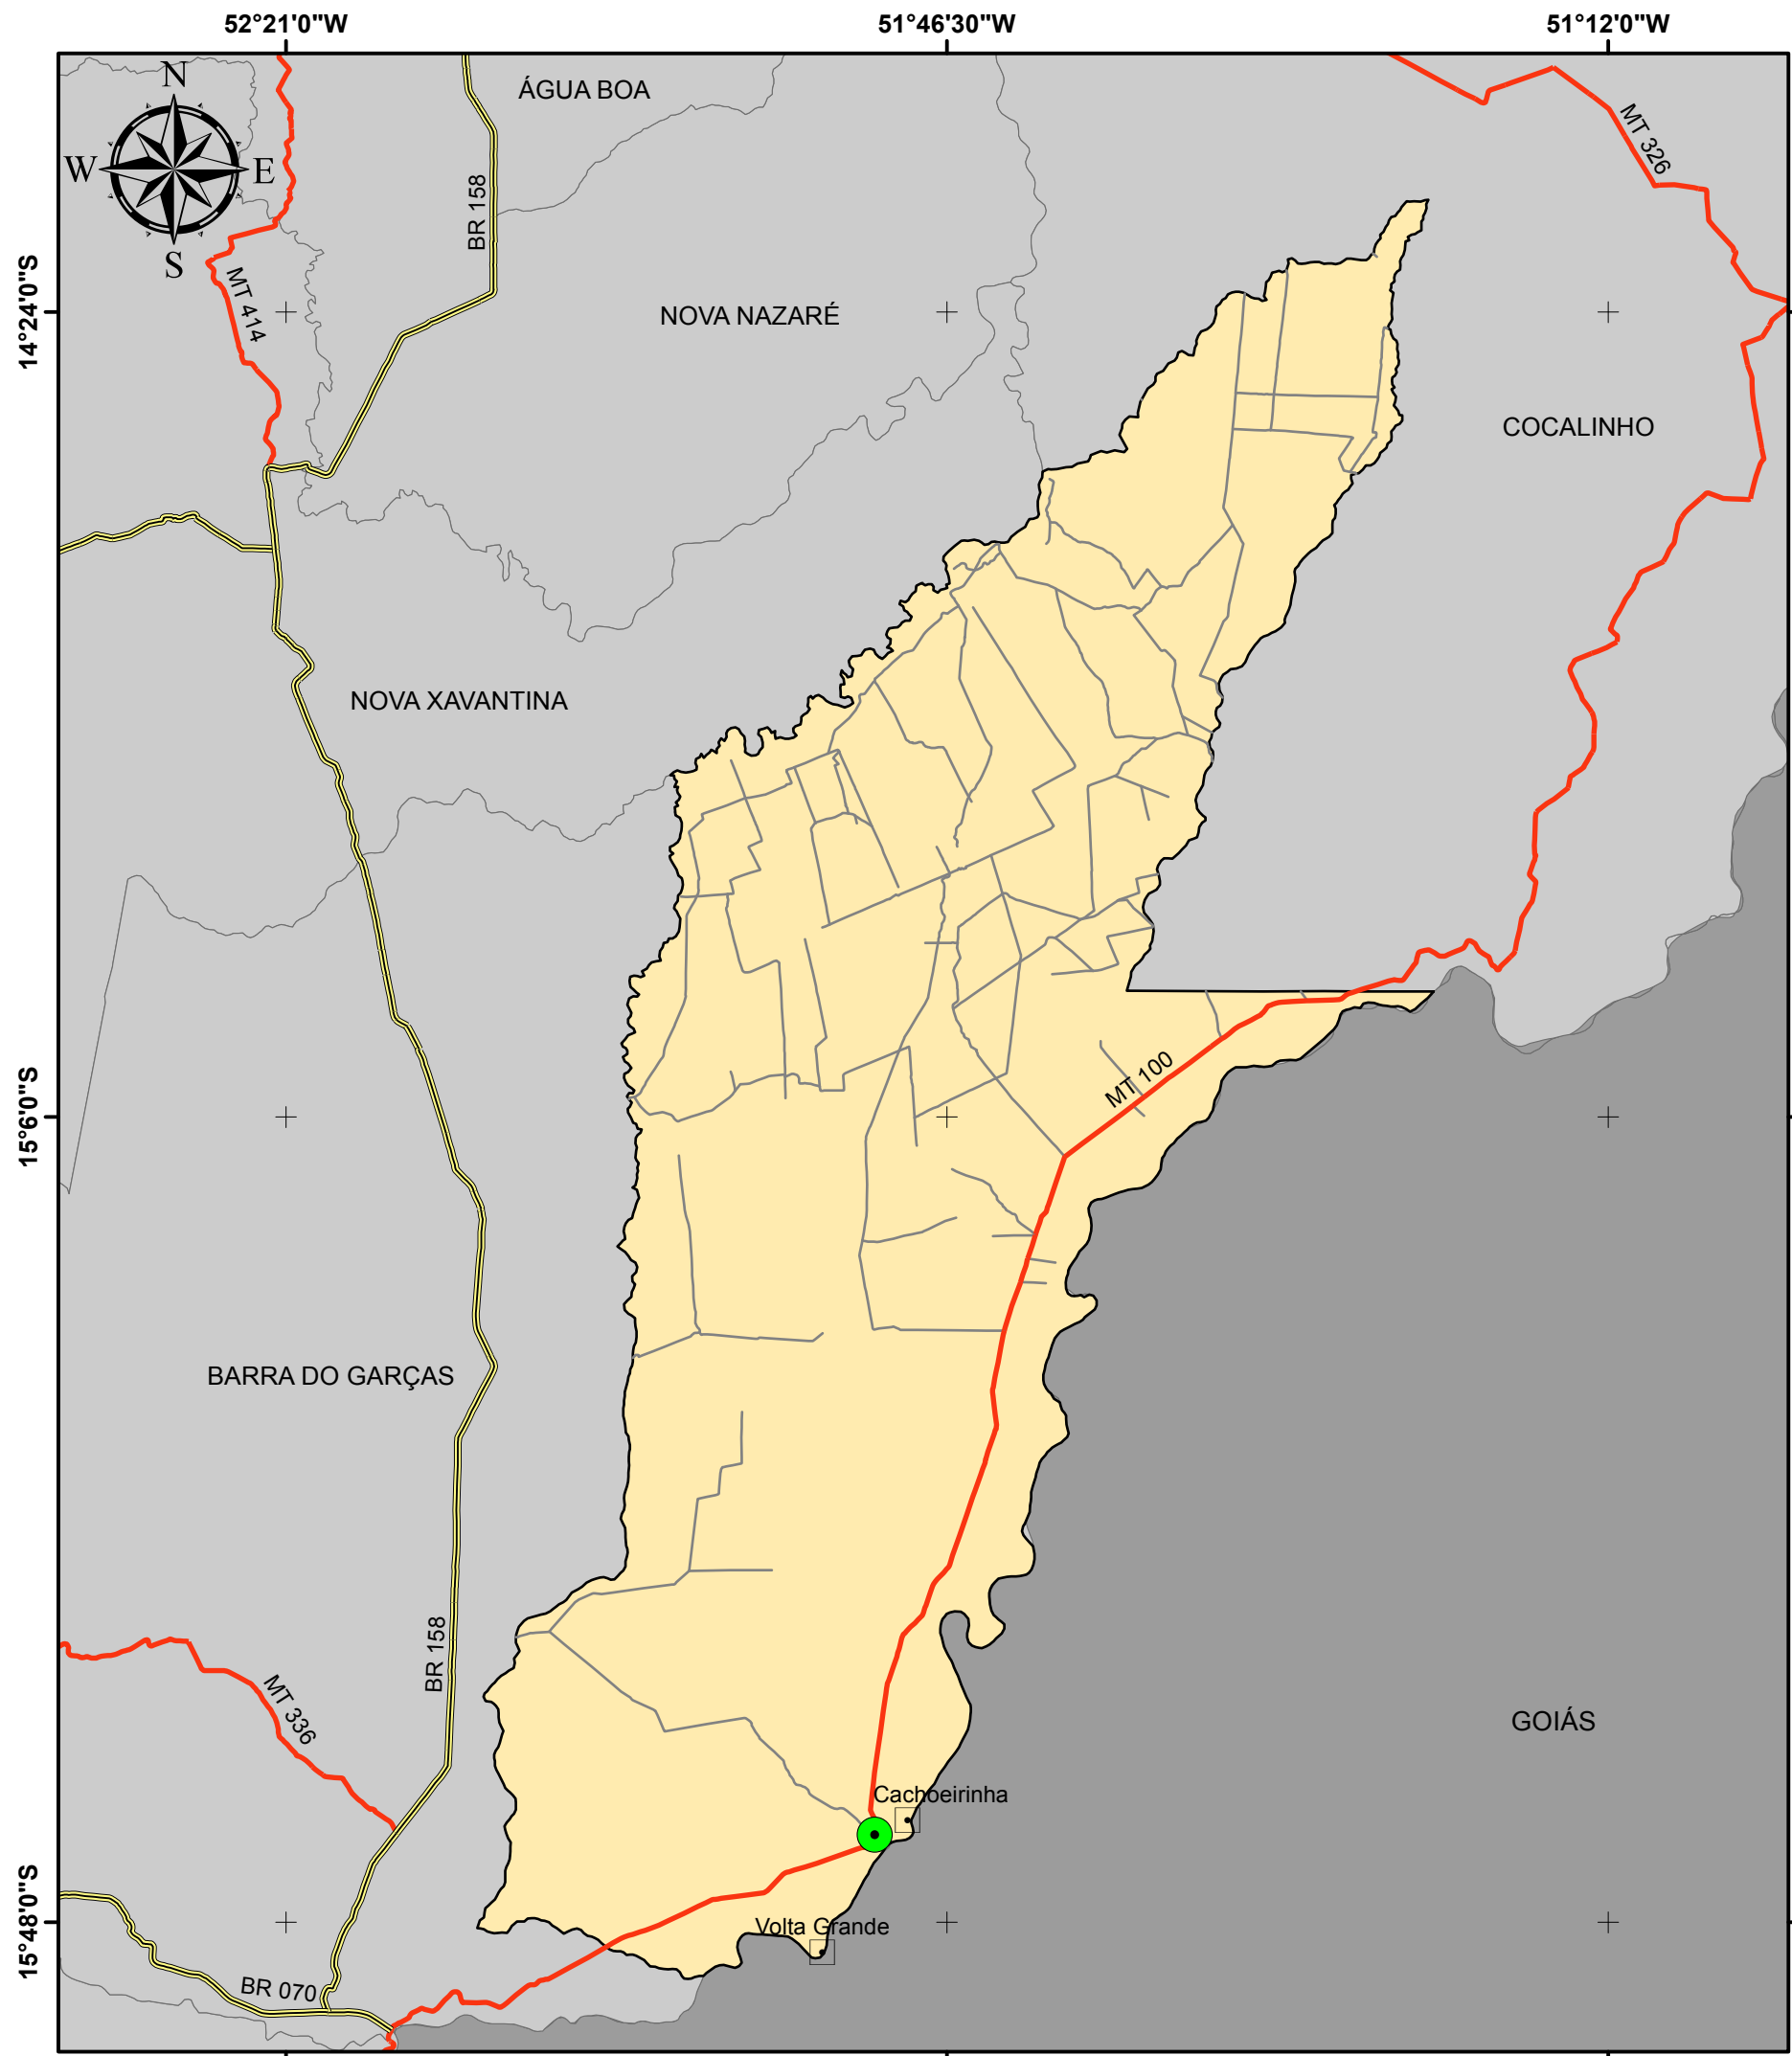 52°21'0"W
51°46'30"W
51°12'0"W
N
W
E
S
ÁGUA BOA
MT 326
BR 158
14°24'0"S
MT 414
NOVA NAZARÉ
COCALINHO
NOVA XAVANTINA
MT 100
15°6'0"S
BARRA DO GARÇAS
BR 158
MT 336
GOIÁS
Cachoeirinha
15°48'0"S
Volta Grande
BR 070